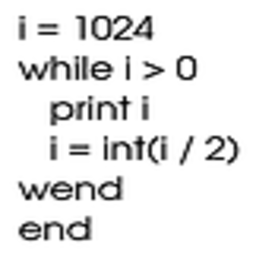 i = 1024
while i > 0
   print i
   i = int(i / 2)
wend
end